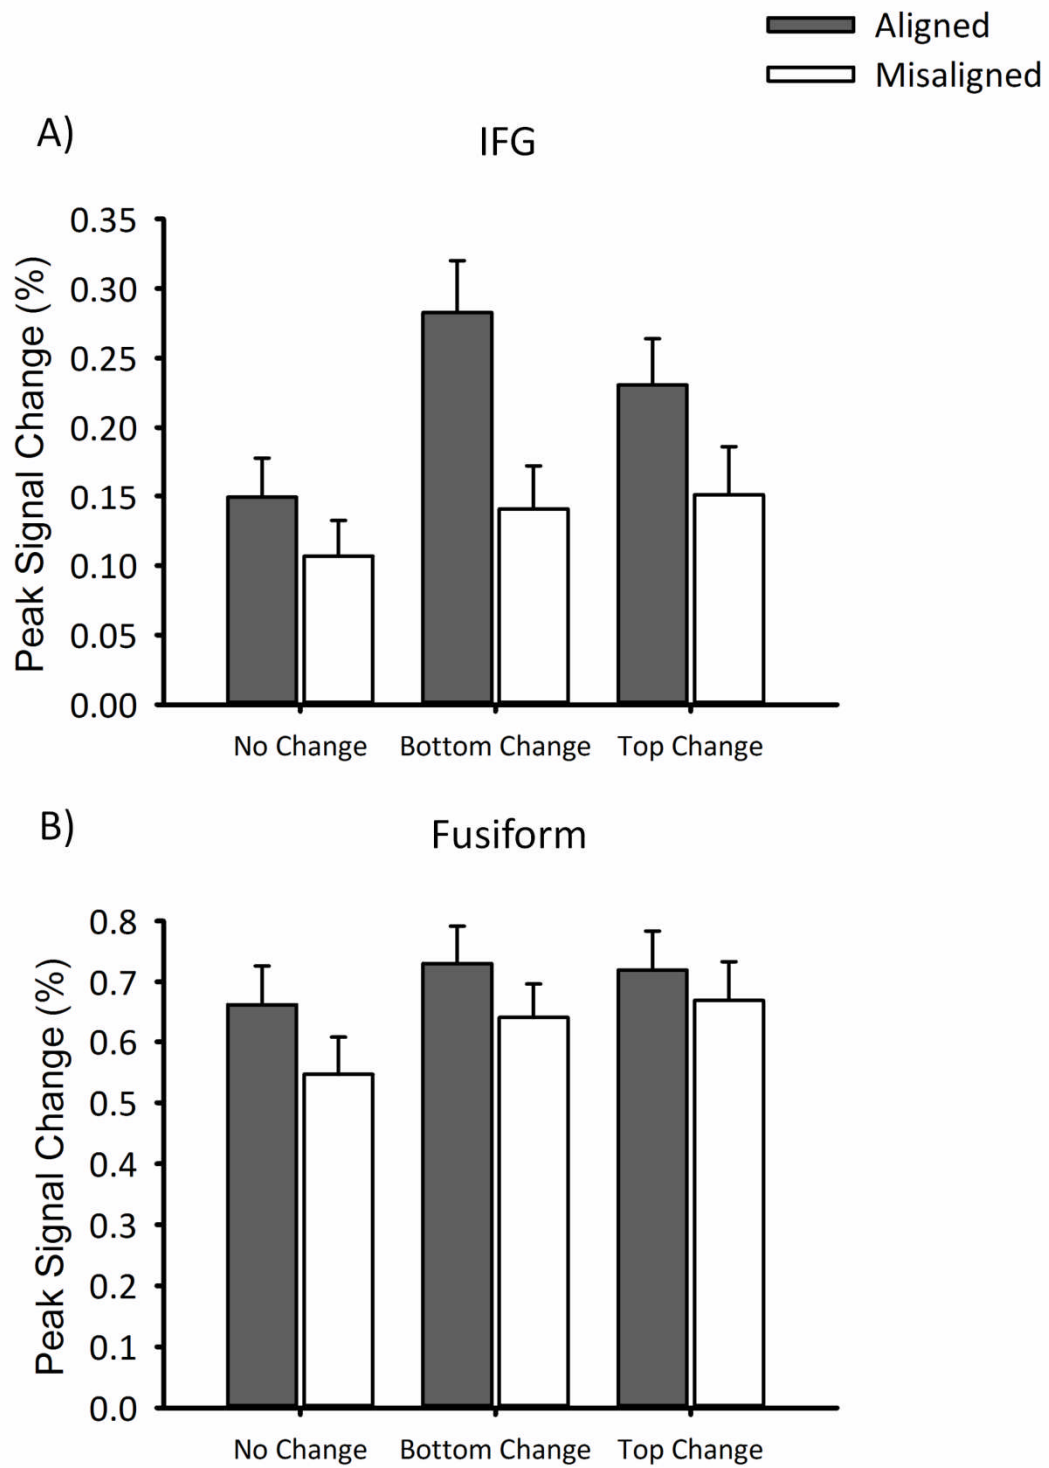 Aligned
Misaligned
A)
IFG
Peak Signal Change (%)
0.35
0.30
0.25
0.20
0.15
0.10
0.05
0.00
No Change Bottom Change Top Change
B)
Fusiform
Peak Signal Change (%)
0.8
0.7
0.6
0.5
0.4
0.3
0.2
0.1
0.0
No Change Bottom Change Top Change